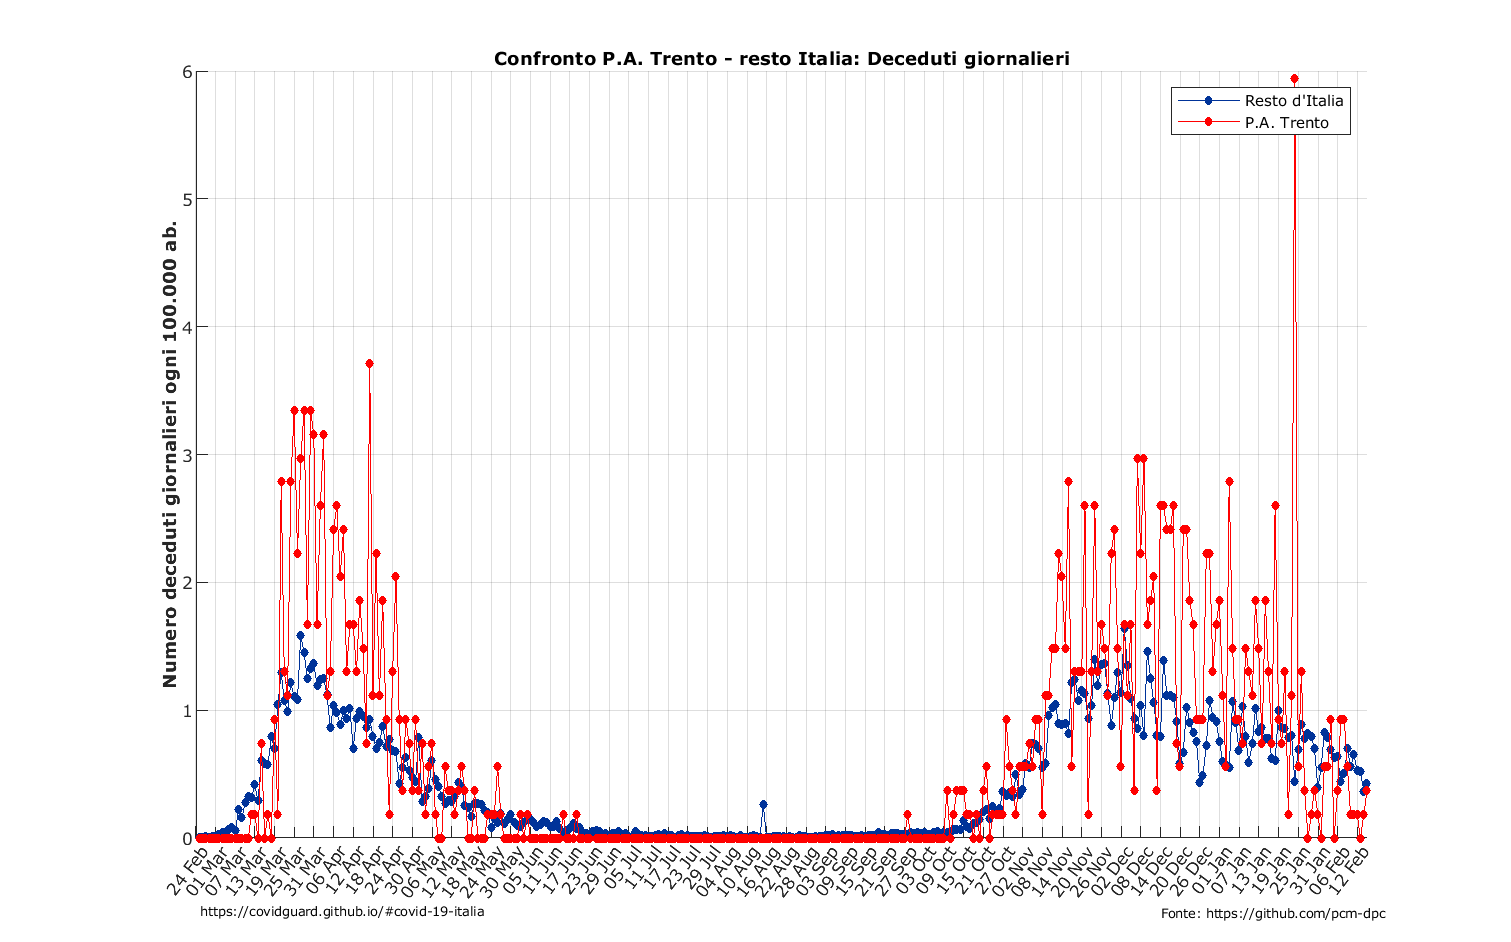 Confronto P.A. Trento - resto Italia: Deceduti giornalieri
Resto d'Italia
P.A. Trento
Numero deceduti giornalieri ogni 100.000 ab.
6
5
4
3
2
1
0
24 Feb
01 Mar
07 Mar
13 Mar
19 Mar
25 Mar
31 Mar
06 Apr
12 Apr
18 Apr
24 Apr
30 Apr
06 May
12 May
18 May
24 May
30 May
05 Jun
11 Jun
17 Jun
23 Jun
29 Jun
05 Jul
11 Jul
17 Jul
23 Jul
29 Jul
04 Aug
10 Aug
16 Aug
22 Aug
28 Aug
03 Sep
09 Sep
15 Sep
21 Sep
27 Sep
03 Oct
09 Oct
15 Oct
21 Oct
27 Oct
02 Nov
08 Nov
14 Nov
20 Nov
26 Nov
02 Dec
08 Dec
14 Dec
20 Dec
26 Dec
01 Jan
07 Jan
13 Jan
19 Jan
25 Jan
31 Jan
06 Feb
12 Feb
https://covidguard.github.io/#covid-19-italia
Fonte: https://github.com/pcm-dpc